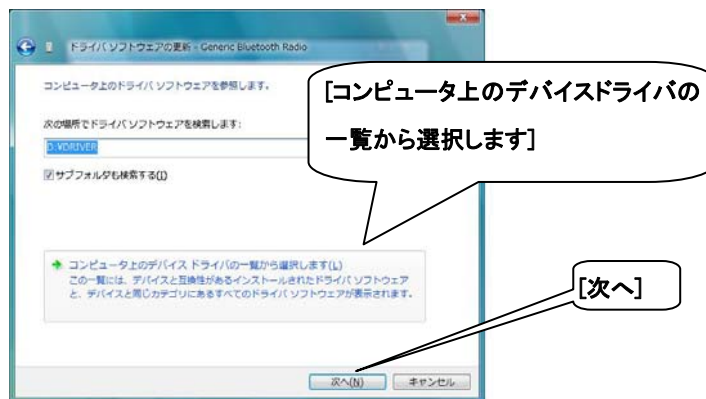 ドライバ ソフトウェアの更新 - Generic Bluetooth Radio
コンピュータ上のドライバ ソフトウェアを参照します。
次の場所でドライバ ソフトウェアを検索します:
D:¥DRIVER
サブフォルダも検索する(I)
[コンピュータ上のデバイスドライバの
一覧から選択します]
コンピュータ上のデバイス ドライバの一覧から選択します(L)
この一覧には、デバイスと互換性があるインストールされたドライバ ソフトウェア
と、デバイスと同じカテゴリにあるすべてのドライバ ソフトウェアが表示されます。
[次へ]
次へ(N)
キャンセル